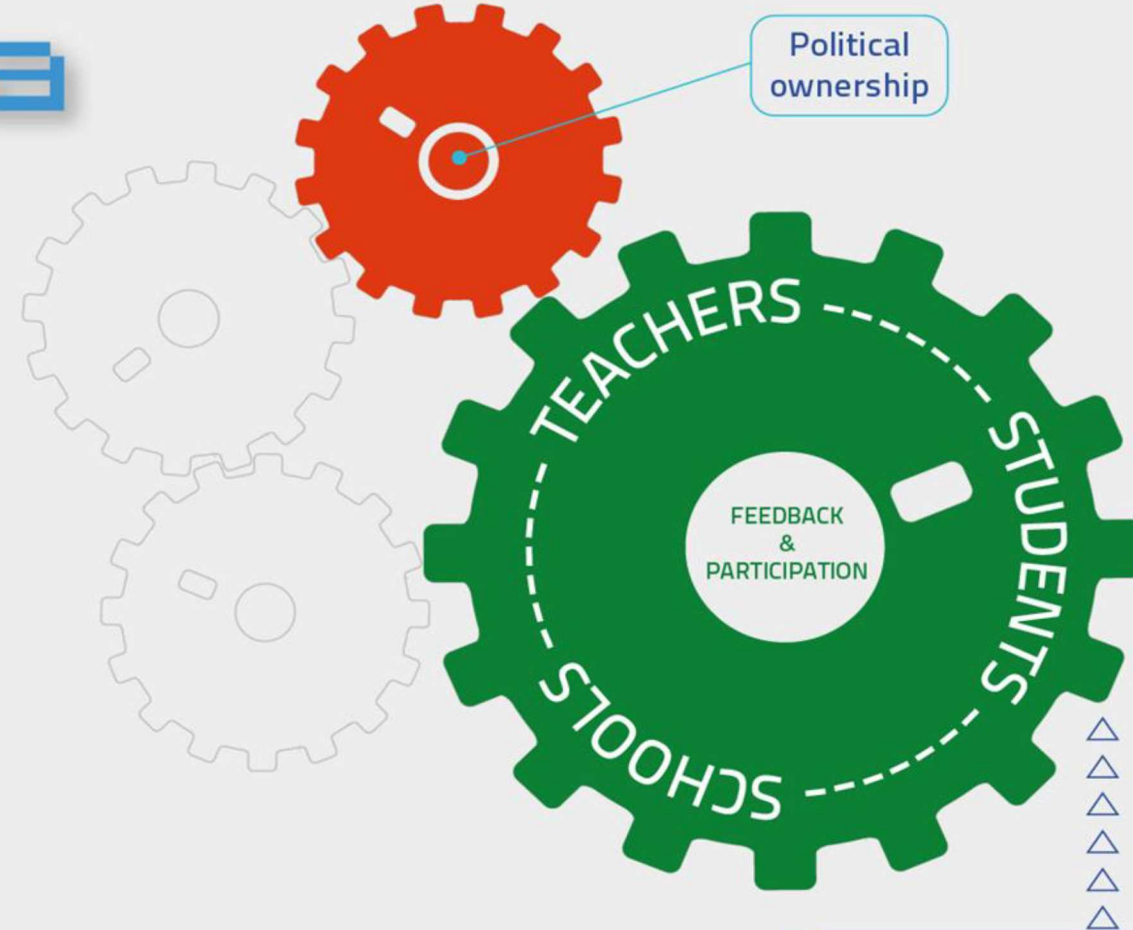 Political
ownership
TEACHERS
STUDENTS
SCHOOLS
FEEDBACK
&
PARTICIPATION